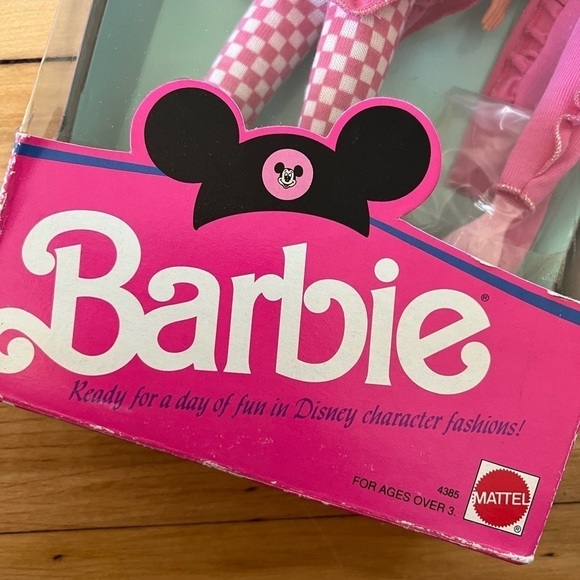 Barbie®
Ready for a day of fun in Disney character fashions!
4385
FOR AGES OVER 3.
MATTEL
®